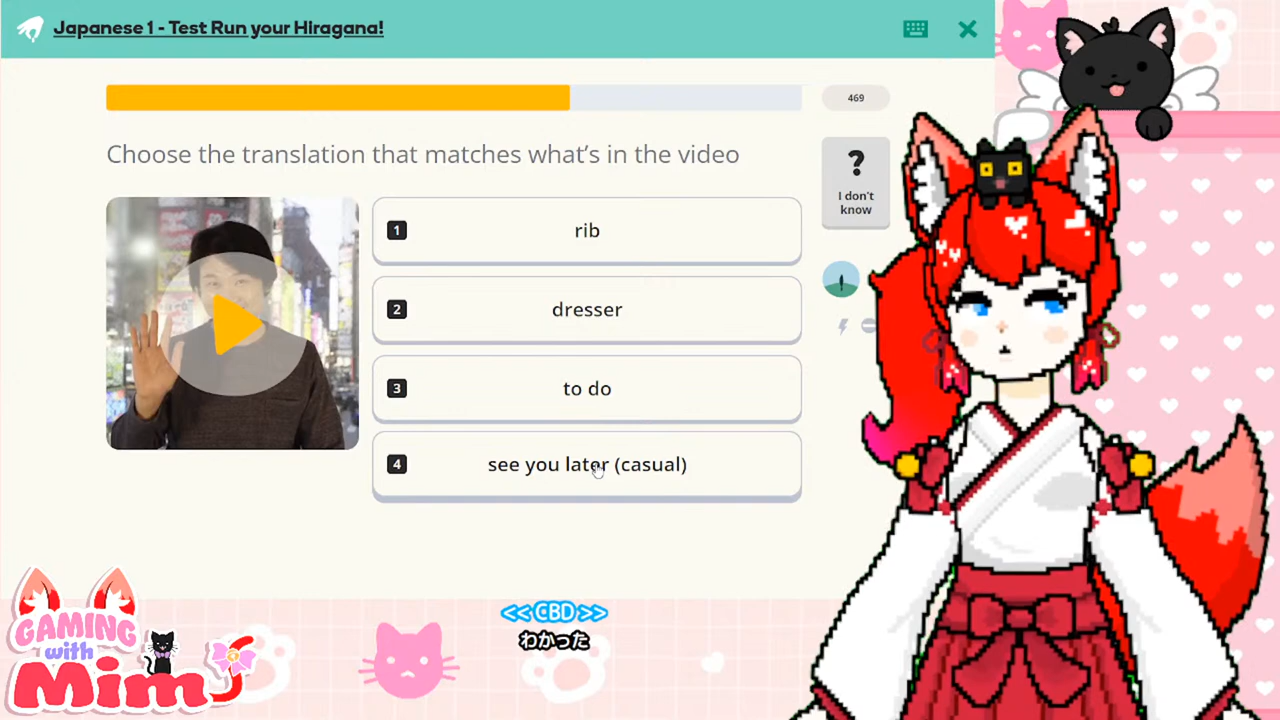 Japanese 1 - Test Run your Hiragana!
469
Choose the translation that matches what's in the video
?
I don't
know
1 rib
2 dresser
3 to do
4 see you later (casual)
GAMING
with
Mim
<<CBD>>
わかった